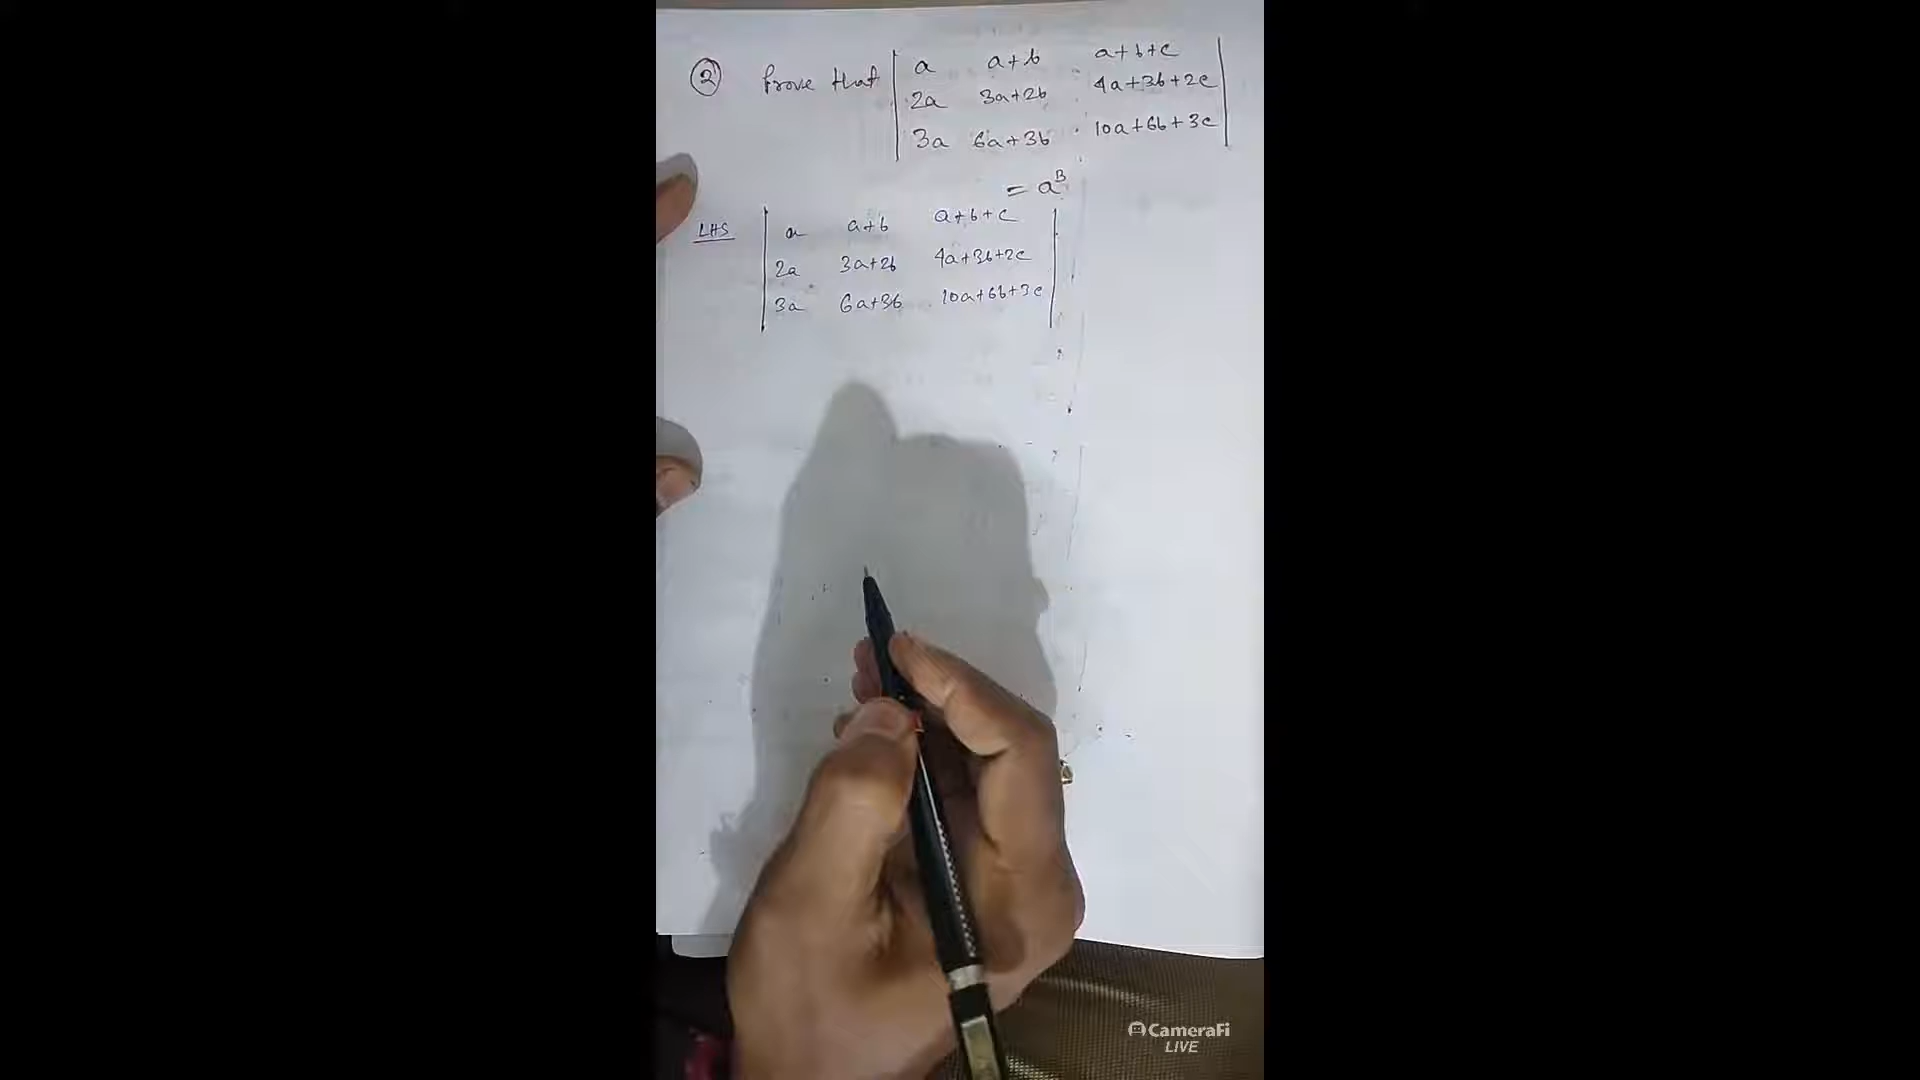 ② Prove that | a a+b a+b+c |
| 2a 3a+2b 4a+3b+2c |
| 3a 6a+3b 10a+6b+3c |
= a³
LHS | a a+b a+b+c |
| 2a 3a+2b 4a+3b+2c |
| 3a 6a+3b 10a+6b+3c |
CameraFi
LIVE